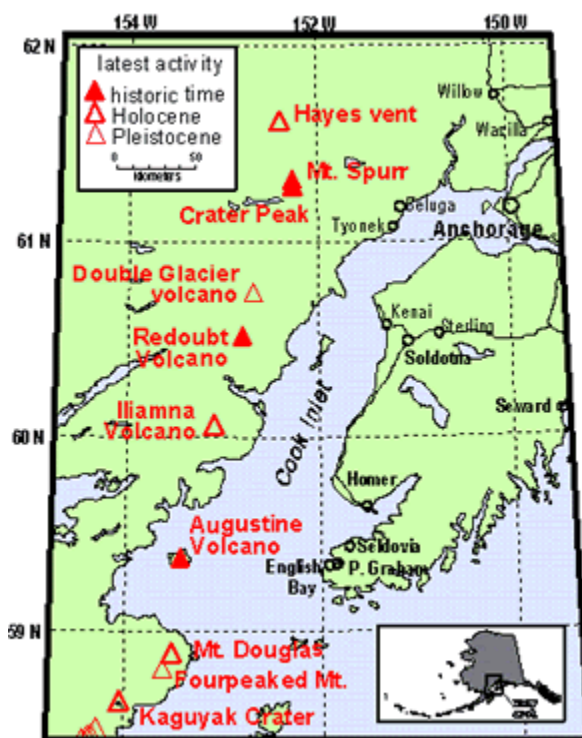 154 W
152 W
150 W
62 N
latest activity
historic time
Holocene
Pleistocene
0 50
kilometers
Hayes vent
Willow
Wasilla
Mt. Spurr
Crater Peak
Beluga
Tyonek
Anchorage
61 N
Double Glacier
volcano
Kenai
Sterling
Redoubt
Volcano
Soldotna
Iliamna
Volcano
Seward
60 N
Cook Inlet
Homer
Augustine
Volcano
Seldovia
English
Bay
P. Graham
59 N
Mt. Douglas
Fourpeaked Mt.
Kaguyak Crater